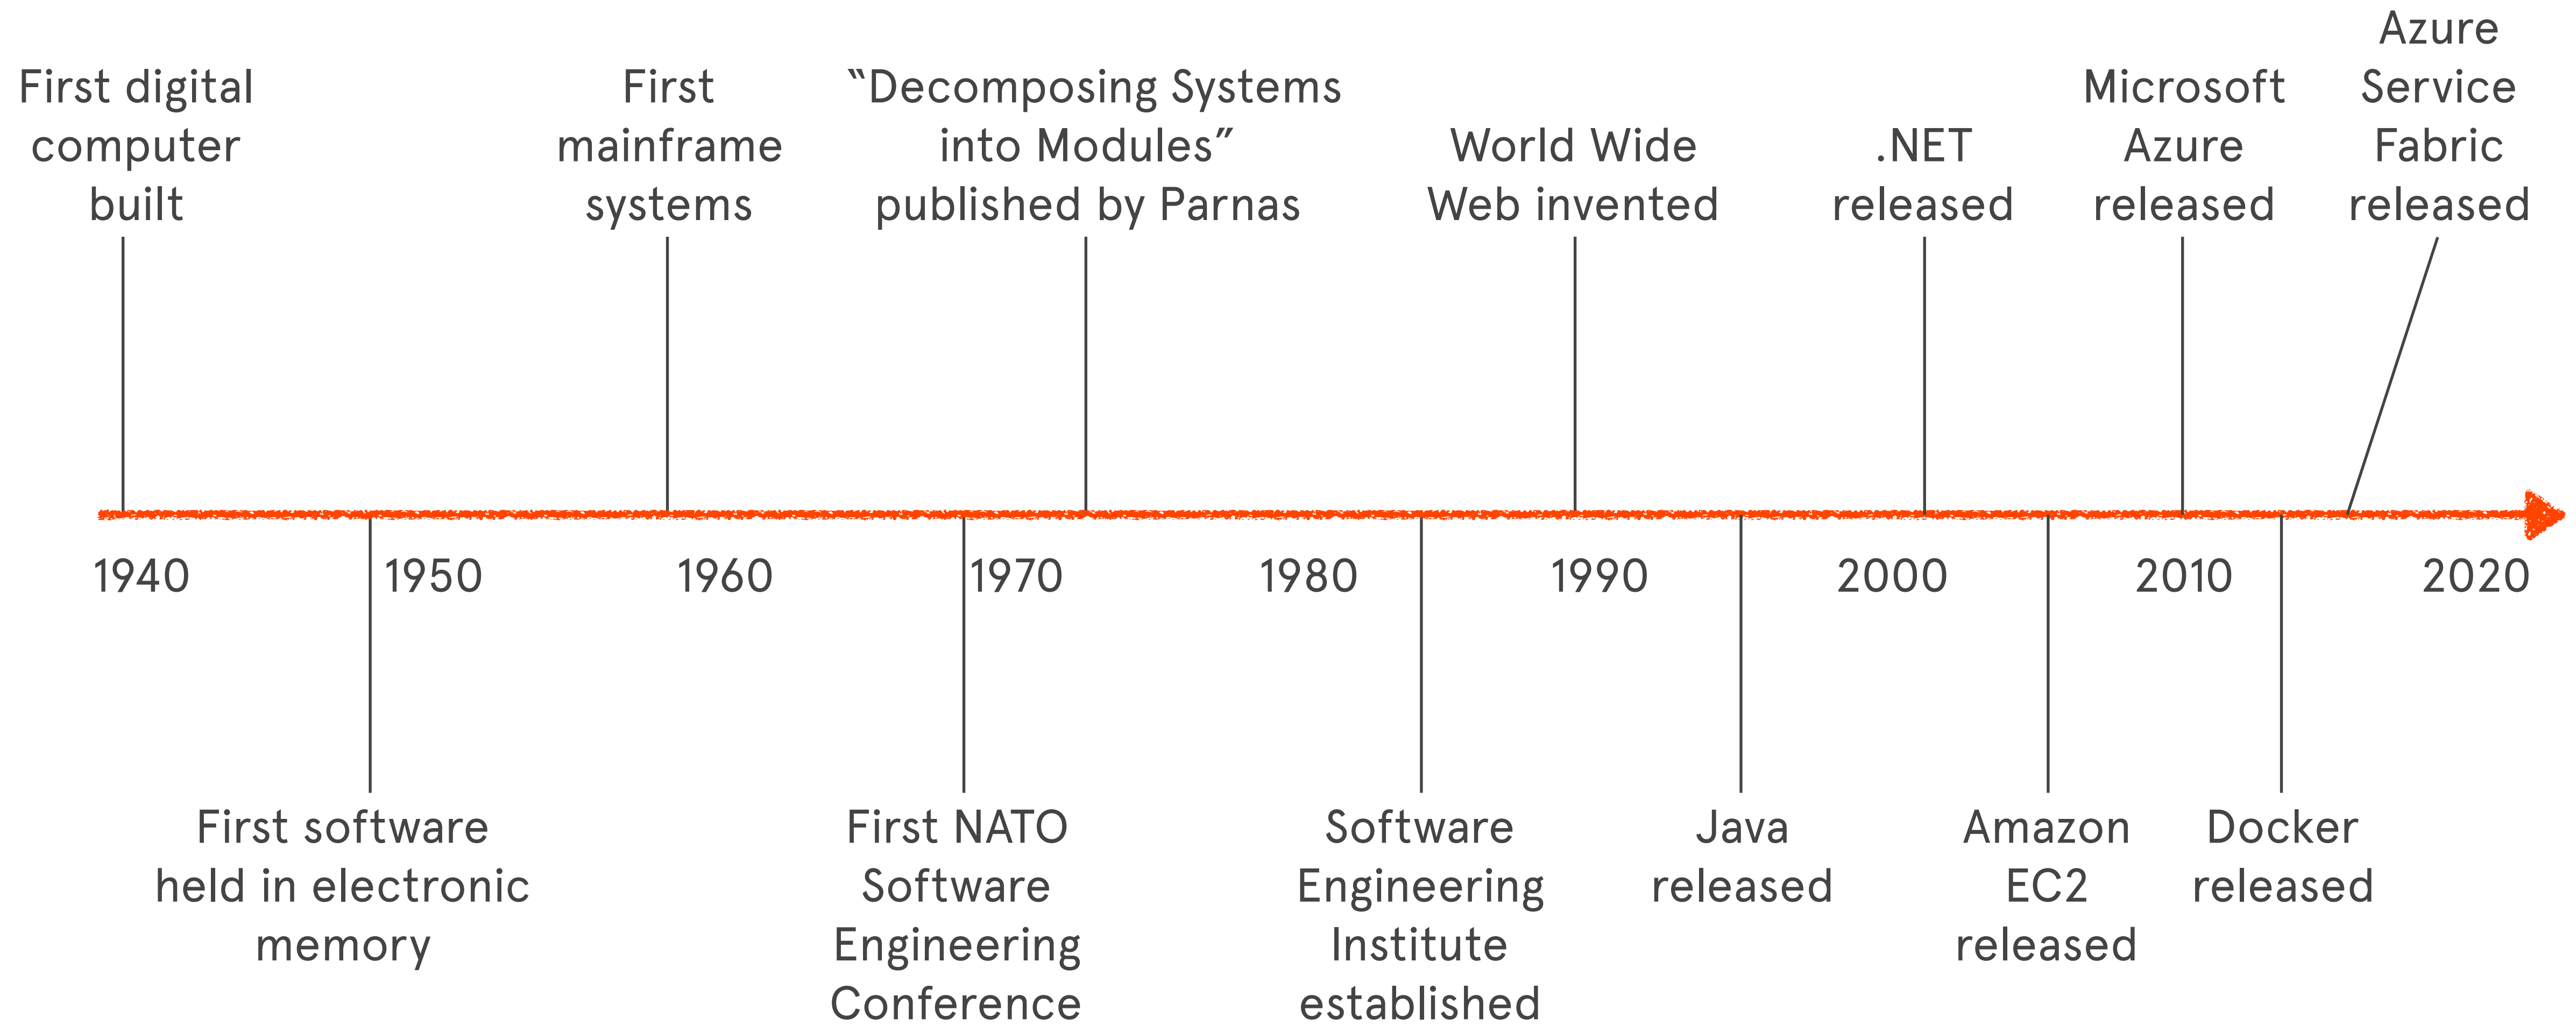 First digital
computer
built
First
mainframe
systems
“Decomposing Systems
into Modules”
published by Parnas
World Wide
Web invented
.NET
released
Microsoft
Azure
released
Azure
Service
Fabric
released
1940 1950 1960 1970 1980 1990 2000 2010 2020
First software
held in electronic
memory
First NATO
Software
Engineering
Conference
Software
Engineering
Institute
established
Java
released
Amazon
EC2
released
Docker
released